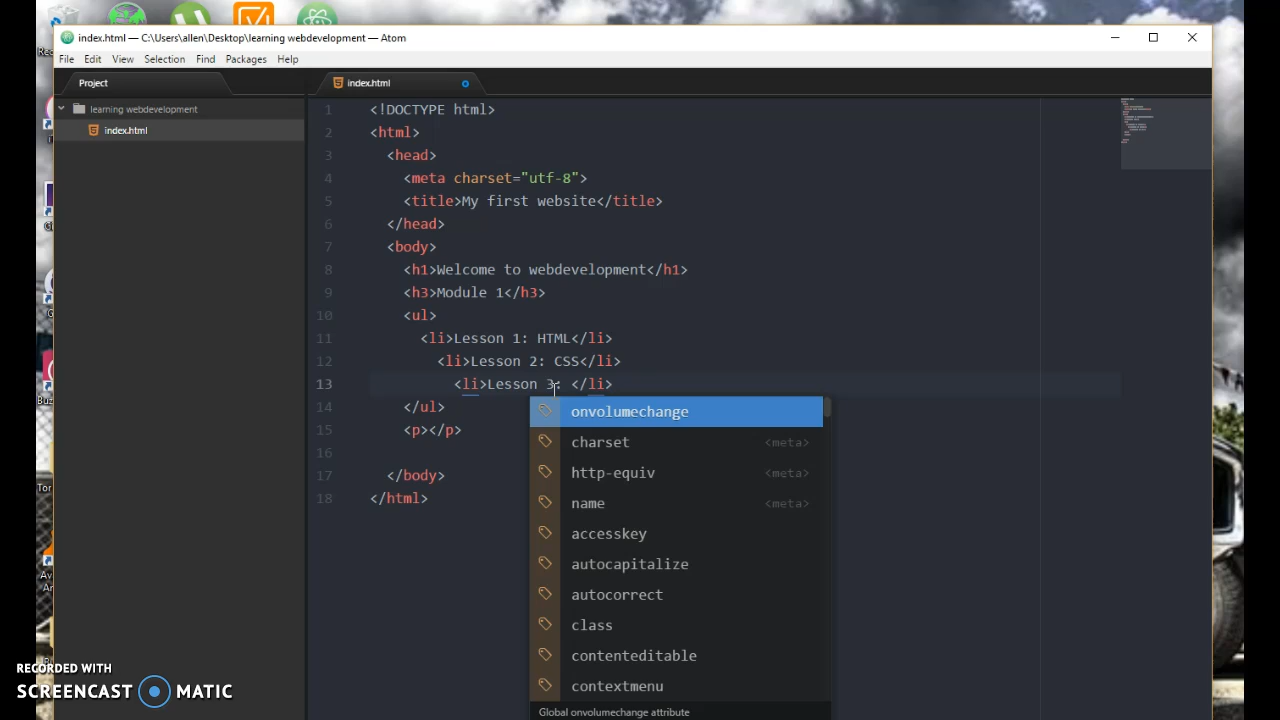 index.html — C:\Users\allen\Desktop\learning webdevelopment — Atom
File Edit View Selection Find Packages Help
Project
index.html
learning webdevelopment
index.html
1 <!DOCTYPE html>
2 <html>
3 <head>
4 <meta charset="utf-8">
5 <title>My first website</title>
6 </head>
7 <body>
8 <h1>Welcome to webdevelopment</h1>
9 <h3>Module 1</h3>
10 <ul>
11 <li>Lesson 1: HTML</li>
12 <li>Lesson 2: CSS</li>
13 <li>Lesson 3: </li>
14 </ul>
15 <p></p>
16
17 </body>
18 </html>
onvolumechange
charset <meta>
http-equiv <meta>
name <meta>
accesskey
autocapitalize
autocorrect
class
contenteditable
contextmenu
Global onvolumechange attribute
RECORDED WITH
SCREENCAST MATIC